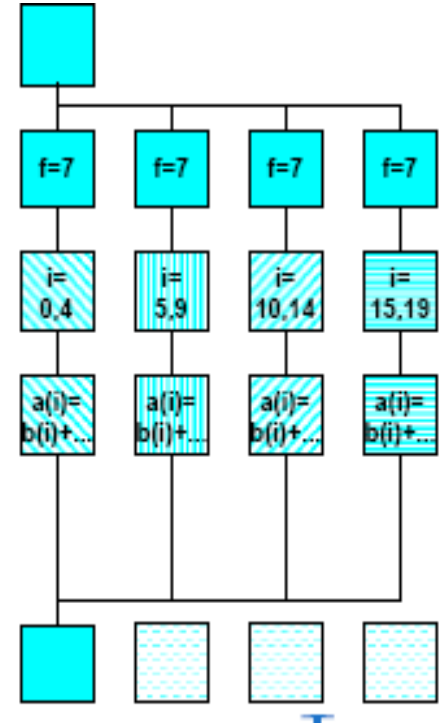 f=7 f=7 f=7 f=7
i= i= i= i=
0,4 5,9 10,14 15,19
a(i)= a(i)= a(i)= a(i)=
b(i)+... b(i)+... b(i)+... b(i)+...